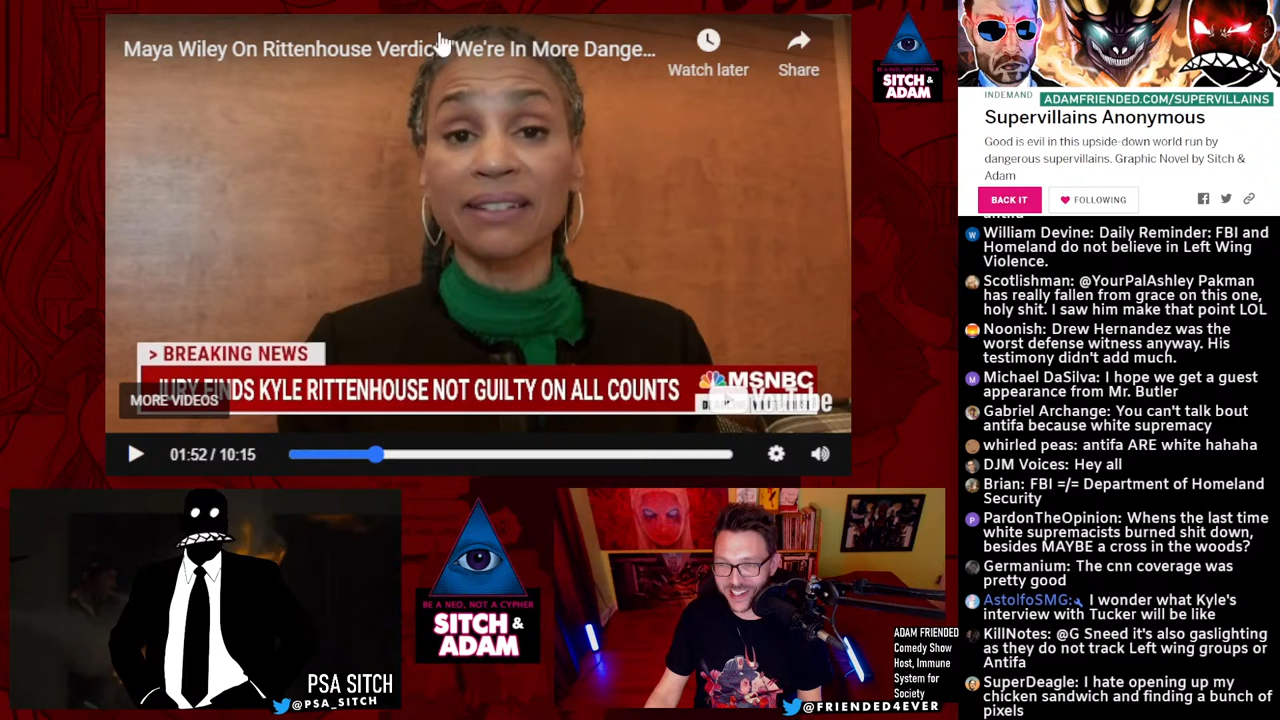 Maya Wiley On Rittenhouse Verdic "We're In More Dange...
Watch later
Share
BE A NEO, NOT A CYPHER
SITCH &
ADAM
> BREAKING NEWS
JURY FINDS KYLE RITTENHOUSE NOT GUILTY ON ALL COUNTS
MSNBC
YouTube
MORE VIDEOS
01:52 / 10:15
INDEMAND
ADAMFRIENDED.COM/SUPERVILLAINS
Supervillains Anonymous
Good is evil in this upside-down world run by
dangerous supervillains. Graphic Novel by Sitch &
Adam
BACK IT
FOLLOWING
antifa
William Devine: Daily Reminder: FBI and
Homeland do not believe in Left Wing
Violence.
Scotlishman: @YourPalAshley Pakman
has really fallen from grace on this one,
holy shit. I saw him make that point LOL
Noonish: Drew Hernandez was the
worst defense witness anyway. His
testimony didn't add much.
Michael DaSilva: I hope we get a guest
appearance from Mr. Butler
Gabriel Archange: You can't talk bout
antifa because white supremacy
whirled peas: antifa ARE white hahaha
DJM Voices: Hey all
Brian: FBI =/= Department of Homeland
Security
PardonTheOpinion: Whens the last time
white supremacists burned shit down,
besides MAYBE a cross in the woods?
Germanium: The cnn coverage was
pretty good
AstolfoSMG: I wonder what Kyle's
interview with Tucker will be like
KillNotes: @G Sneed it's also gaslighting
as they do not track Left wing groups or
Antifa
SuperDeagle: I hate opening up my
chicken sandwich and finding a bunch of
pixels
PSA SITCH
@PSA_SITCH
BE A NEO, NOT A CYPHER
SITCH &
ADAM
ADAM FRIENDED
Comedy Show
Host, Immune
System for
Society
@FRIENDED4EVER